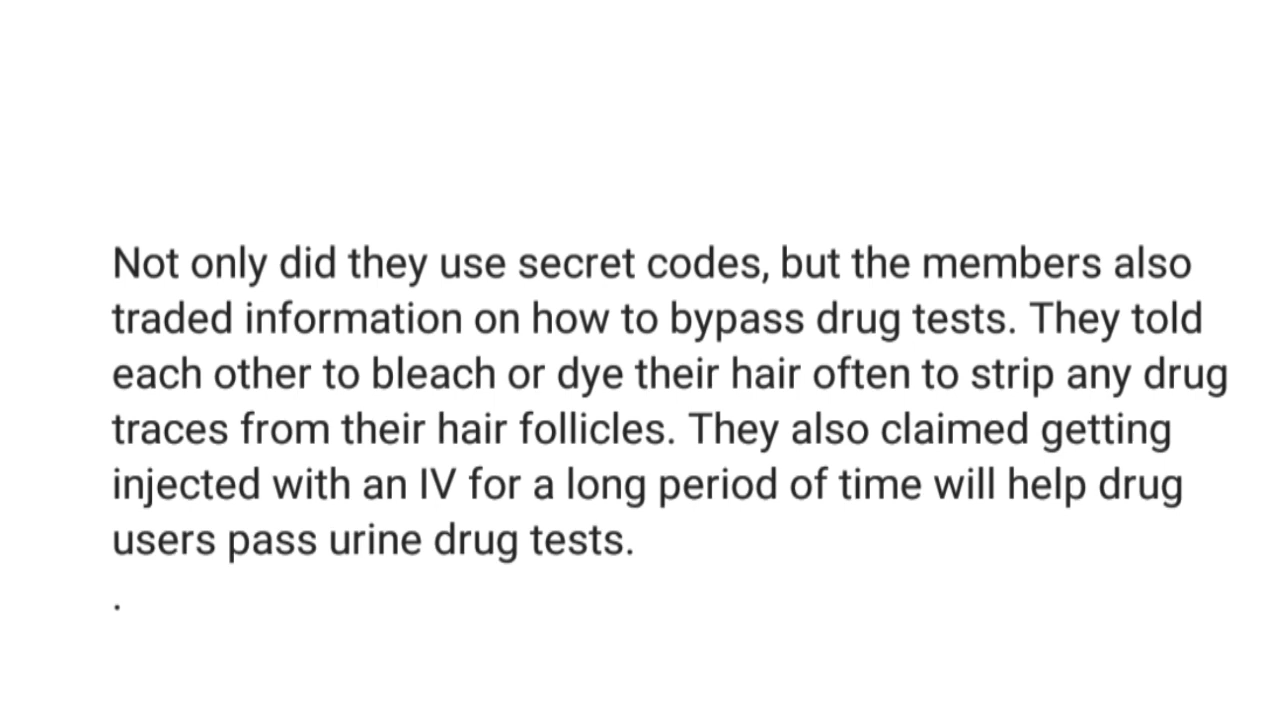 Not only did they use secret codes, but the members also
traded information on how to bypass drug tests. They told
each other to bleach or dye their hair often to strip any drug
traces from their hair follicles. They also claimed getting
injected with an IV for a long period of time will help drug
users pass urine drug tests.
.